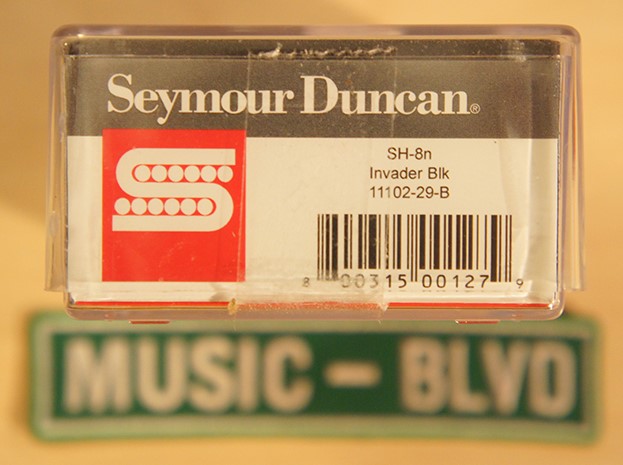 Seymour Duncan®
SH-8n
Invader Blk
11102-29-B
8 00315 00127 9
MUSIC - BLVD